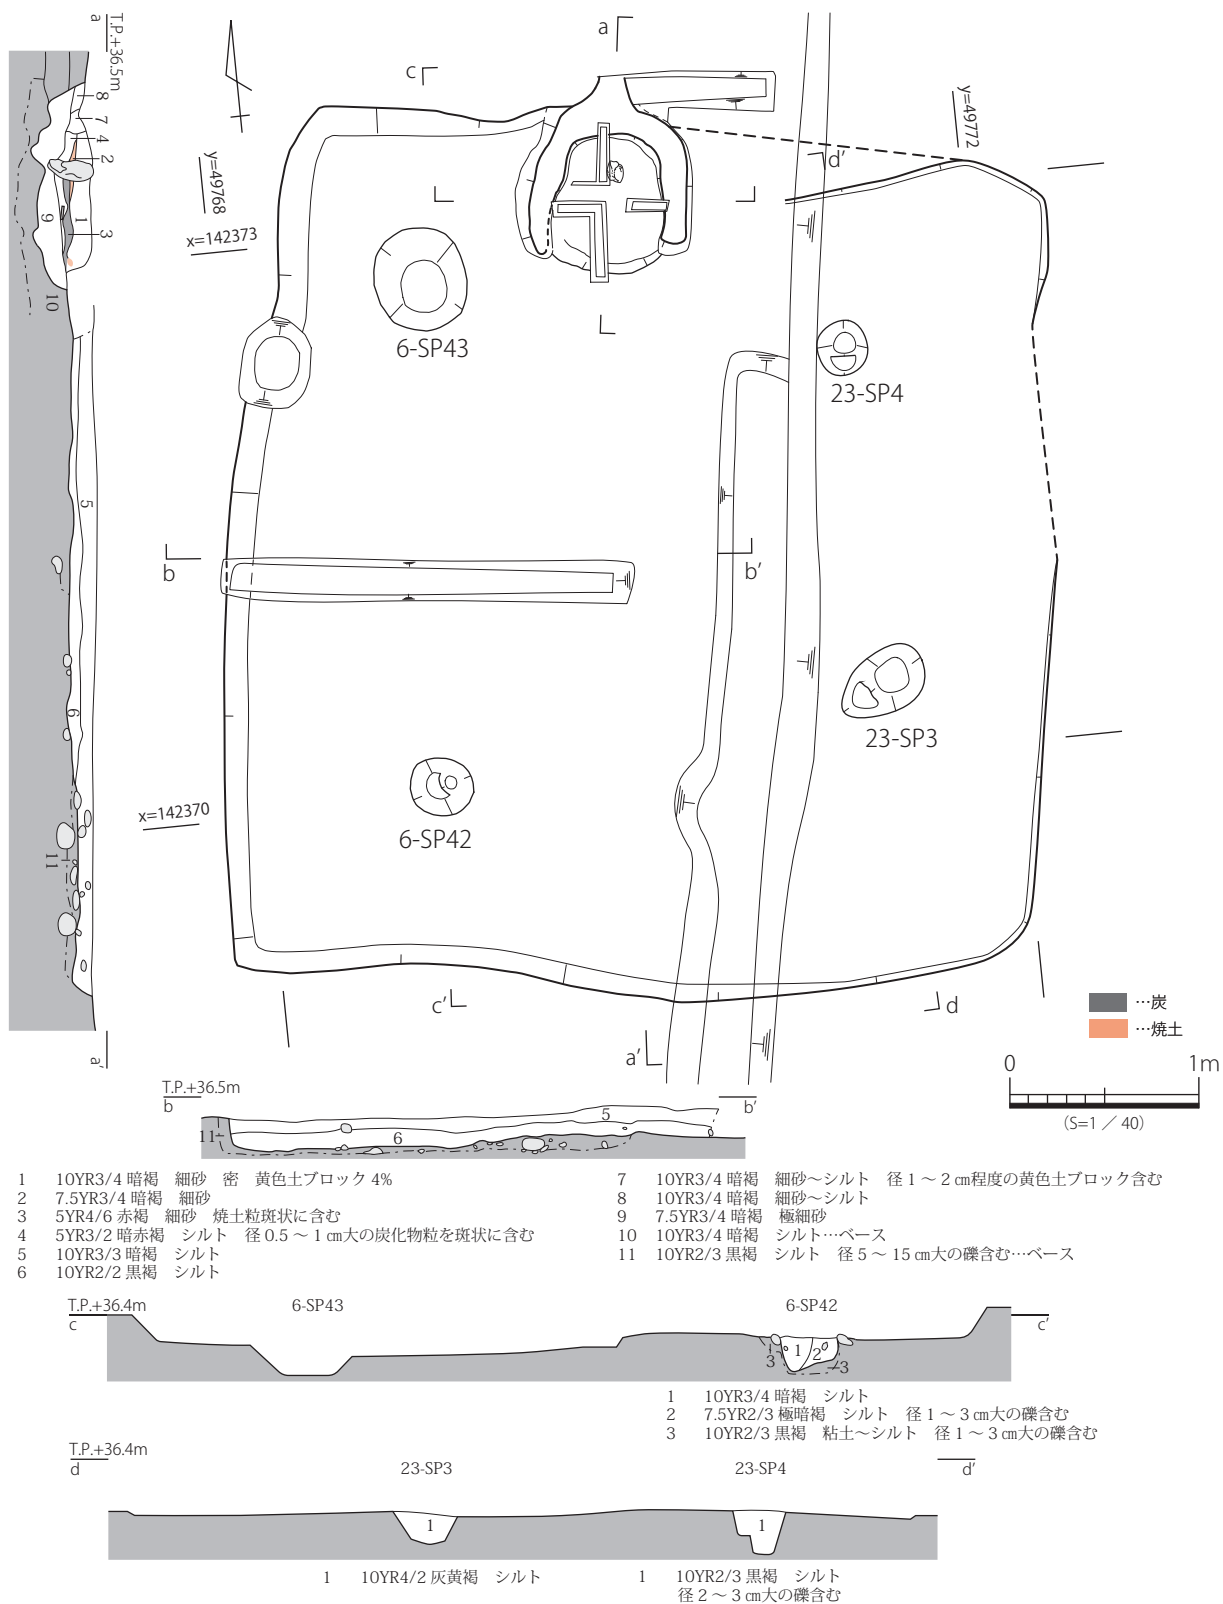 T.P.+36.5m
a
8
7
4
2
9
1
3
10
5
6
11
a’
a
c
y=49768
x=142373
y=49772
d’
6-SP43
23-SP4
b
b’
23-SP3
x=142370
6-SP42
c’
d
a’
…炭
…焼土
0
1m
（S=1／40）
T.P.+36.5m
b
b’
5
11
6
1 10YR3/4 暗褐 細砂 密 黄色土ブロック 4%
2 7.5YR3/4 暗褐 細砂
3 5YR4/6 赤褐 細砂 焼土粒斑状に含む
4 5YR3/2 暗赤褐 シルト 径 0.5 ～ 1 ㎝大の炭化物粒を斑状に含む
5 10YR3/3 暗褐 シルト
6 10YR2/2 黒褐 シルト
7 10YR3/4 暗褐 細砂～シルト 径 1 ～ 2 ㎝程度の黄色土ブロック含む
8 10YR3/4 暗褐 細砂～シルト
9 7.5YR3/4 暗褐 極細砂
10 10YR3/4 暗褐 シルト…ベース
11 10YR2/3 黒褐 シルト 径 5 ～ 15 ㎝大の礫含む…ベース
T.P.+36.4m
c
6-SP43
6-SP42
c’
3
1
2
3
1 10YR3/4 暗褐 シルト
2 7.5YR2/3 極暗褐 シルト 径 1 ～ 3 ㎝大の礫含む
3 10YR2/3 黒褐 粘土～シルト 径 1 ～ 3 ㎝大の礫含む
T.P.+36.4m
d
23-SP3
23-SP4
d’
1
1
1 10YR4/2 灰黄褐 シルト
1 10YR2/3 黒褐 シルト
径 2 ～ 3 ㎝大の礫含む